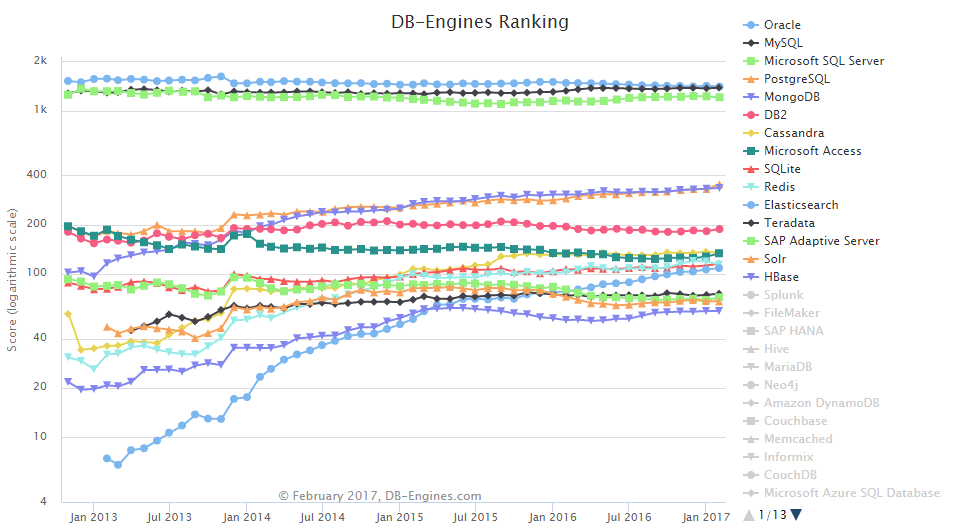 DB-Engines Ranking
Score (logarithmic scale)
2k
1k
400
200
100
40
20
10
4
Jan 2013
Jul 2013
Jan 2014
Jul 2014
Jan 2015
Jul 2015
Jan 2016
Jul 2016
Jan 2017
© February 2017, DB-Engines.com
Oracle
MySQL
Microsoft SQL Server
PostgreSQL
MongoDB
DB2
Cassandra
Microsoft Access
SQLite
Redis
Elasticsearch
Teradata
SAP Adaptive Server
Solr
HBase
Splunk
FileMaker
SAP HANA
Hive
MariaDB
Neo4j
Amazon DynamoDB
Couchbase
Memcached
Informix
CouchDB
Microsoft Azure SQL Database
1/13